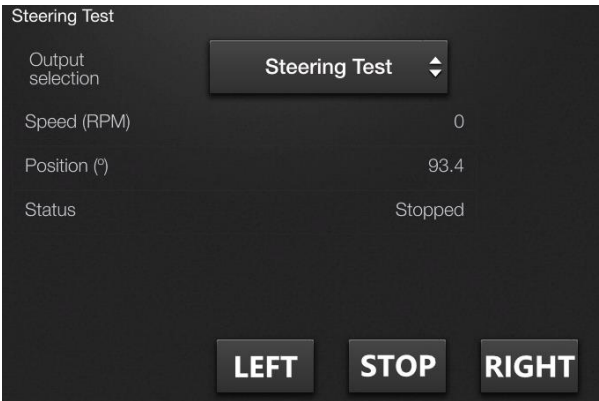 Steering Test
Output
selection
Steering Test
Speed (RPM)
0
Position (º)
93.4
Status
Stopped
LEFT
STOP
RIGHT